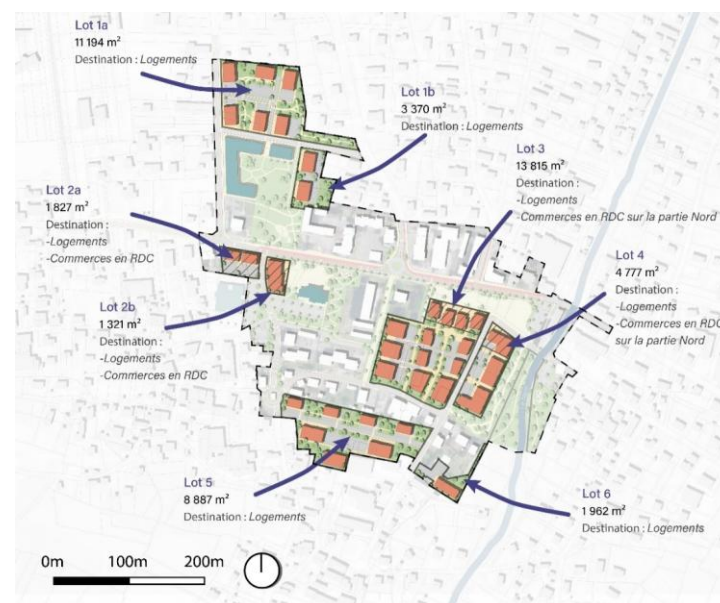 Lot 1a
11 194 m²
Destination : Logements
Lot 1b
3 370 m²
Destination : Logements
Lot 3
13 815 m²
Destination :
-Logements
-Commerces en RDC sur la partie Nord
Lot 2a
1 827 m²
Destination :
-Logements
-Commerces en RDC
Lot 4
4 777 m²
Destination :
-Logements
-Commerces en RDC
sur la partie Nord
Lot 2b
1 321 m²
Destination :
-Logements
-Commerces en RDC
Lot 5
8 887 m²
Destination : Logements
Lot 6
1 962 m²
Destination : Logements
0m 100m 200m